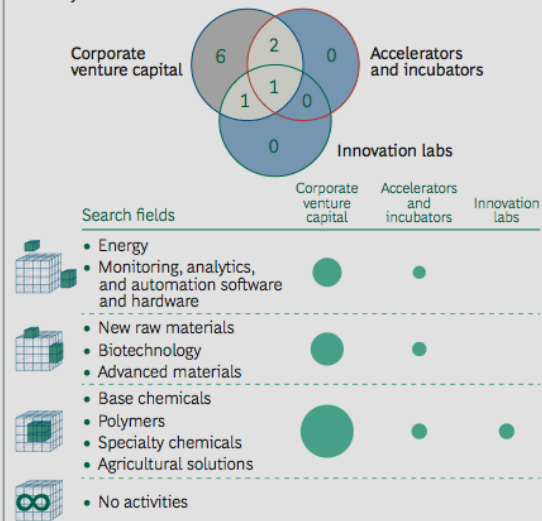 Corporate
venture capital
6
2
0
Accelerators
and incubators
1
1
0
0
Innovation labs
Search fields
Corporate
venture
capital
Accelerators
and
incubators
Innovation
labs
• Energy
• Monitoring, analytics,
and automation software
and hardware
• New raw materials
• Biotechnology
• Advanced materials
• Base chemicals
• Polymers
• Specialty chemicals
• Agricultural solutions
• No activities